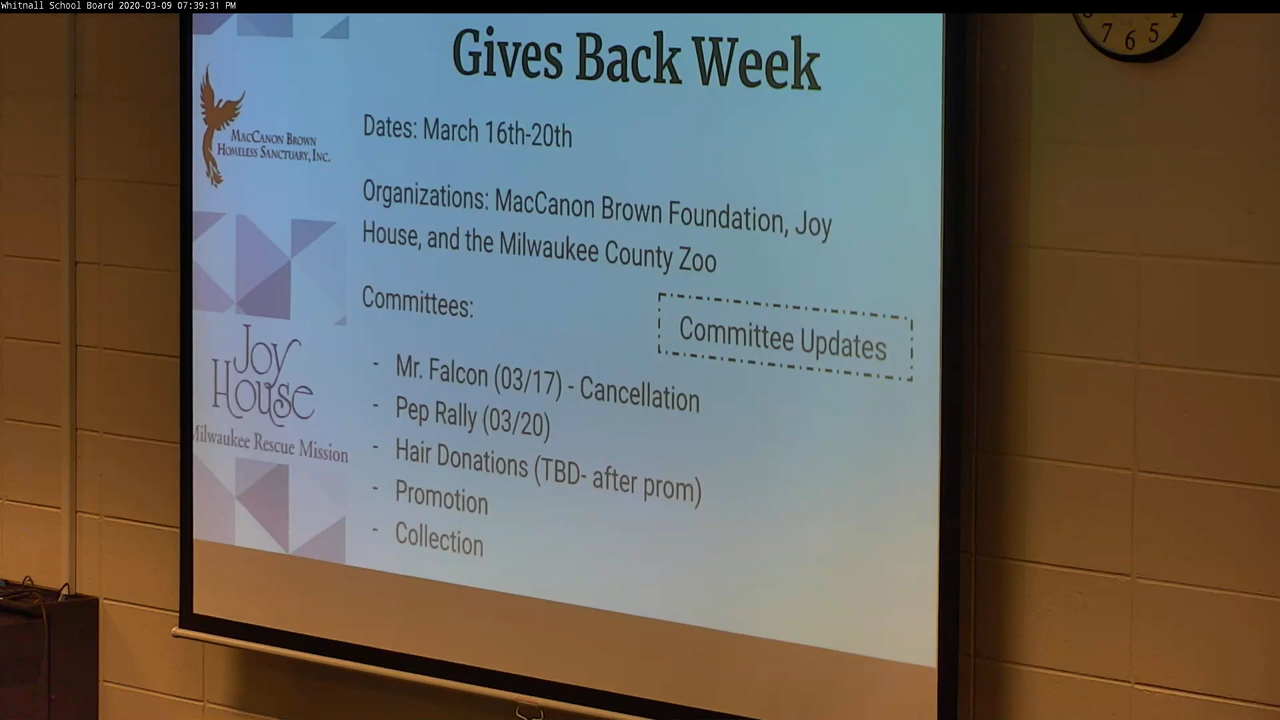 Whitnall School Board 2020-03-09 07:39:31 PM
Gives Back Week
7 6 5
MacCanon Brown
Homeless Sanctuary, Inc.
Dates: March 16th-20th
Organizations: MacCanon Brown Foundation, Joy
House, and the Milwaukee County Zoo
Committees:
Committee Updates
Joy
House
Milwaukee Rescue Mission
- Mr. Falcon (03/17) - Cancellation
- Pep Rally (03/20)
- Hair Donations (TBD- after prom)
- Promotion
- Collection